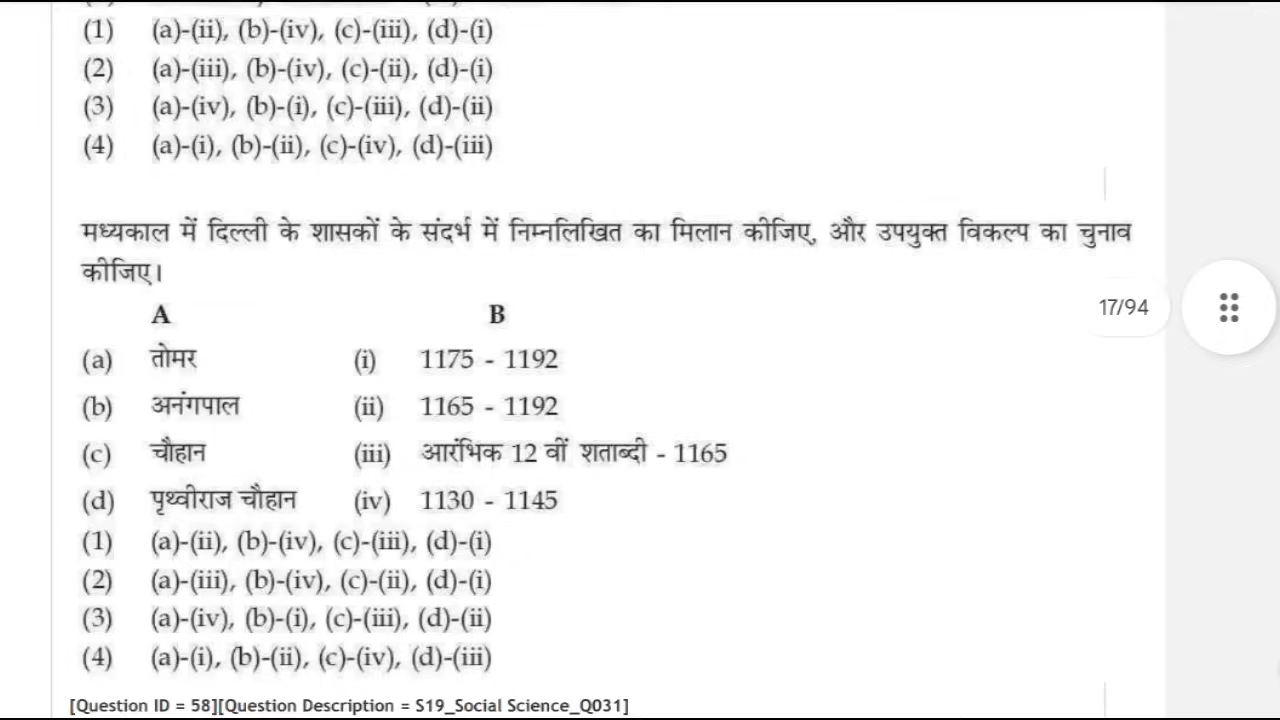 (1) (a)-(ii), (b)-(iv), (c)-(iii), (d)-(i)
(2) (a)-(iii), (b)-(iv), (c)-(ii), (d)-(i)
(3) (a)-(iv), (b)-(i), (c)-(iii), (d)-(ii)
(4) (a)-(i), (b)-(ii), (c)-(iv), (d)-(iii)
मध्यकाल में दिल्ली के शासकों के संदर्भ में निम्नलिखित का मिलान कीजिए, और उपयुक्त विकल्प का चुनाव
कीजिए।
17/94
A B
(a) तोमर (i) 1175 - 1192
(b) अनंगपाल (ii) 1165 - 1192
(c) चौहान (iii) आरंभिक 12 वीं शताब्दी - 1165
(d) पृथ्वीराज चौहान (iv) 1130 - 1145
(1) (a)-(ii), (b)-(iv), (c)-(iii), (d)-(i)
(2) (a)-(iii), (b)-(iv), (c)-(ii), (d)-(i)
(3) (a)-(iv), (b)-(i), (c)-(iii), (d)-(ii)
(4) (a)-(i), (b)-(ii), (c)-(iv), (d)-(iii)
[Question ID = 58][Question Description = S19_Social Science_Q031]